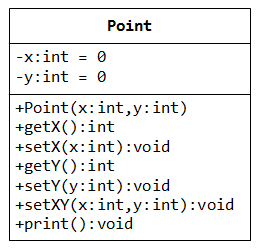 Point
-x:int = 0
-y:int = 0
+Point(x:int,y:int)
+getX():int
+setX(x:int):void
+getY():int
+setY(y:int):void
+setXY(x:int,y:int):void
+print():void